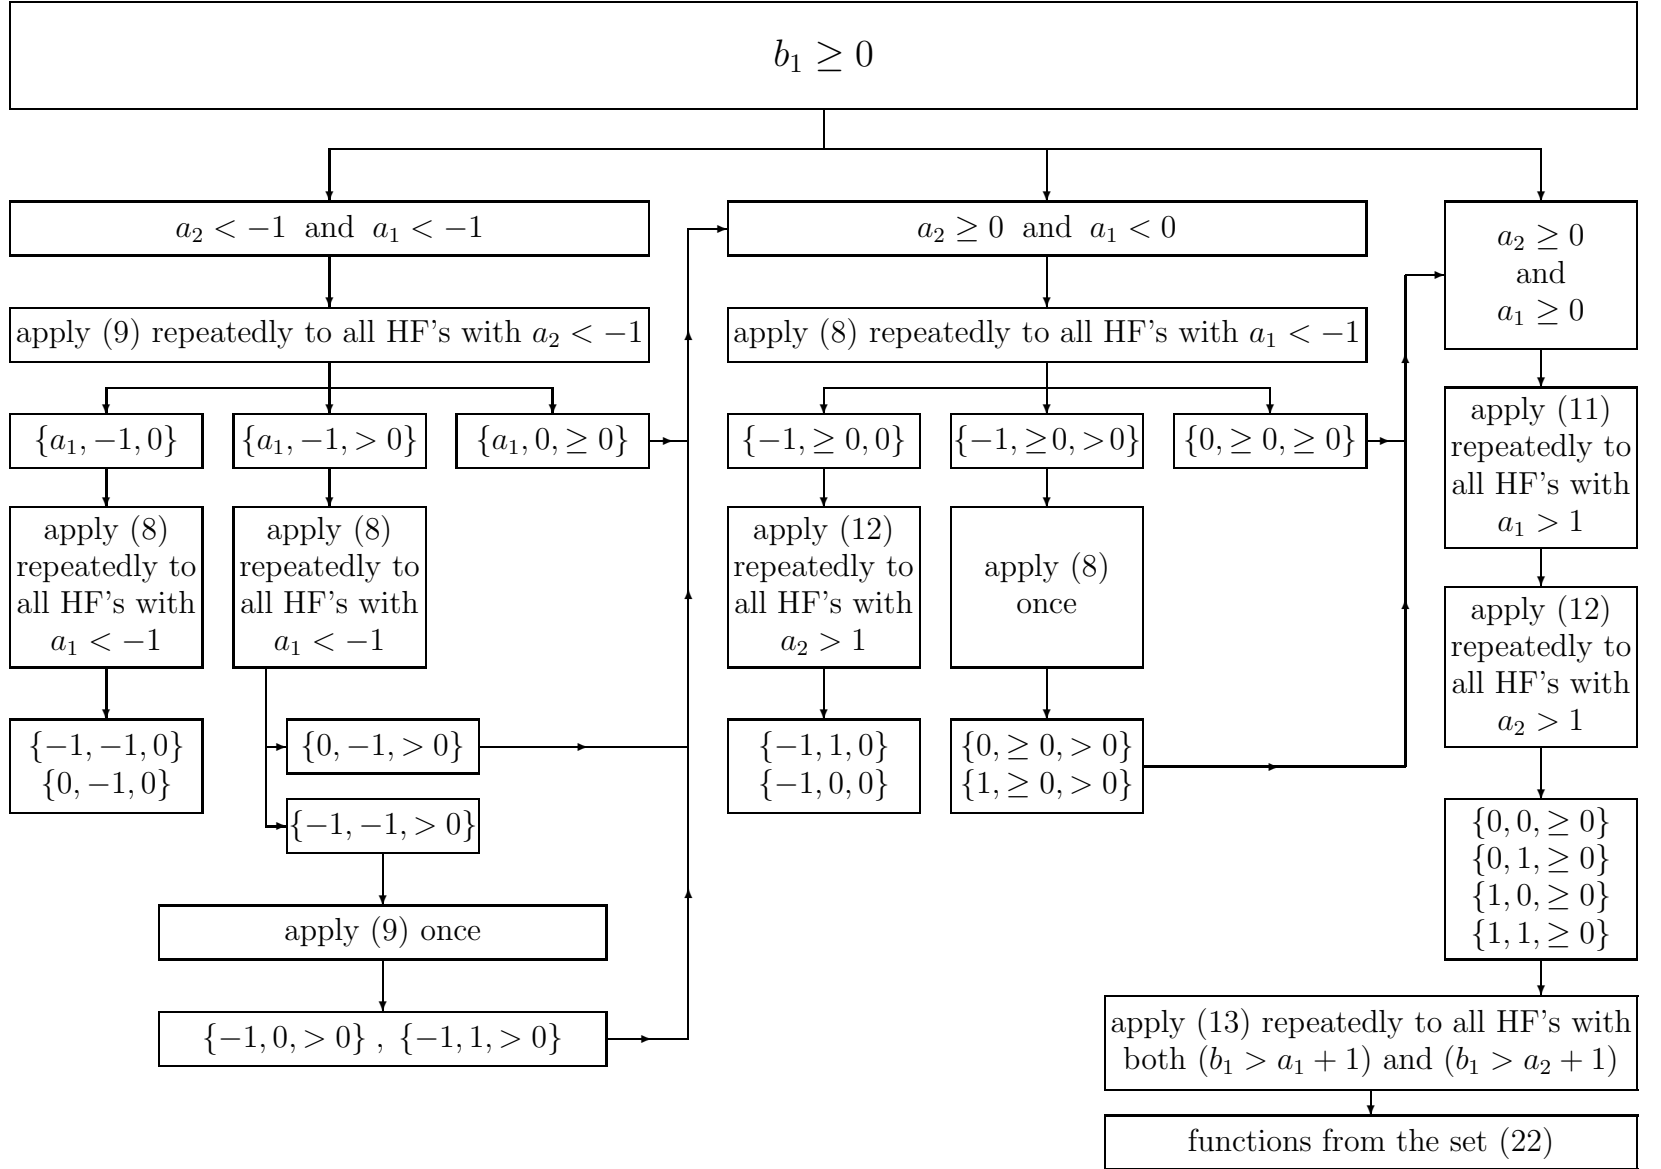 b₁ ≥ 0
a₂ < −1 and a₁ < −1
apply (9) repeatedly to all HF's with a₂ < −1
{a₁, −1, 0}
{a₁, −1, > 0}
{a₁, 0, ≥ 0}
apply (8)
repeatedly to
all HF's with
a₁ < −1
apply (8)
repeatedly to
all HF's with
a₁ < −1
{−1, −1, 0}
{0, −1, 0}
{0, −1, > 0}
{−1, −1, > 0}
apply (9) once
{−1, 0, > 0} , {−1, 1, > 0}
a₂ ≥ 0 and a₁ < 0
apply (8) repeatedly to all HF's with a₁ < −1
{−1, ≥ 0, 0}
{−1, ≥0, >0}
{0, ≥ 0, ≥ 0}
apply (12)
repeatedly to
all HF's with
a₂ > 1
apply (8)
once
{−1, 1, 0}
{−1, 0, 0}
{0, ≥ 0, > 0}
{1, ≥ 0, > 0}
a₂ ≥ 0
and
a₁ ≥ 0
apply (11)
repeatedly to
all HF's with
a₁ > 1
apply (12)
repeatedly to
all HF's with
a₂ > 1
{0, 0, ≥ 0}
{0, 1, ≥ 0}
{1, 0, ≥ 0}
{1, 1, ≥ 0}
apply (13) repeatedly to all HF's with
both (b₁ > a₁ + 1) and (b₁ > a₂ + 1)
functions from the set (22)